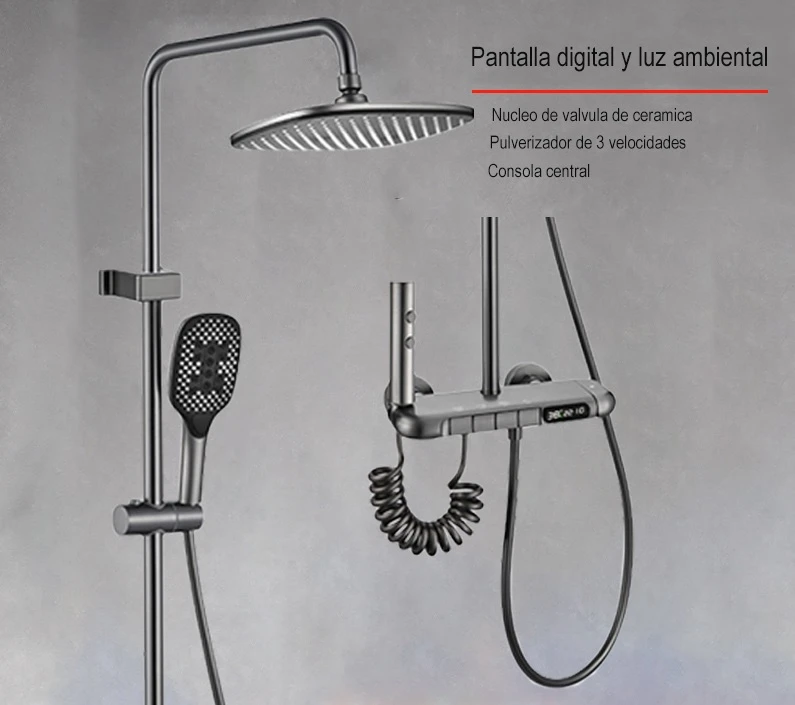 Pantalla digital y luz ambiental
Nucleo de valvula de ceramica
Pulverizador de 3 velocidades
Consola central